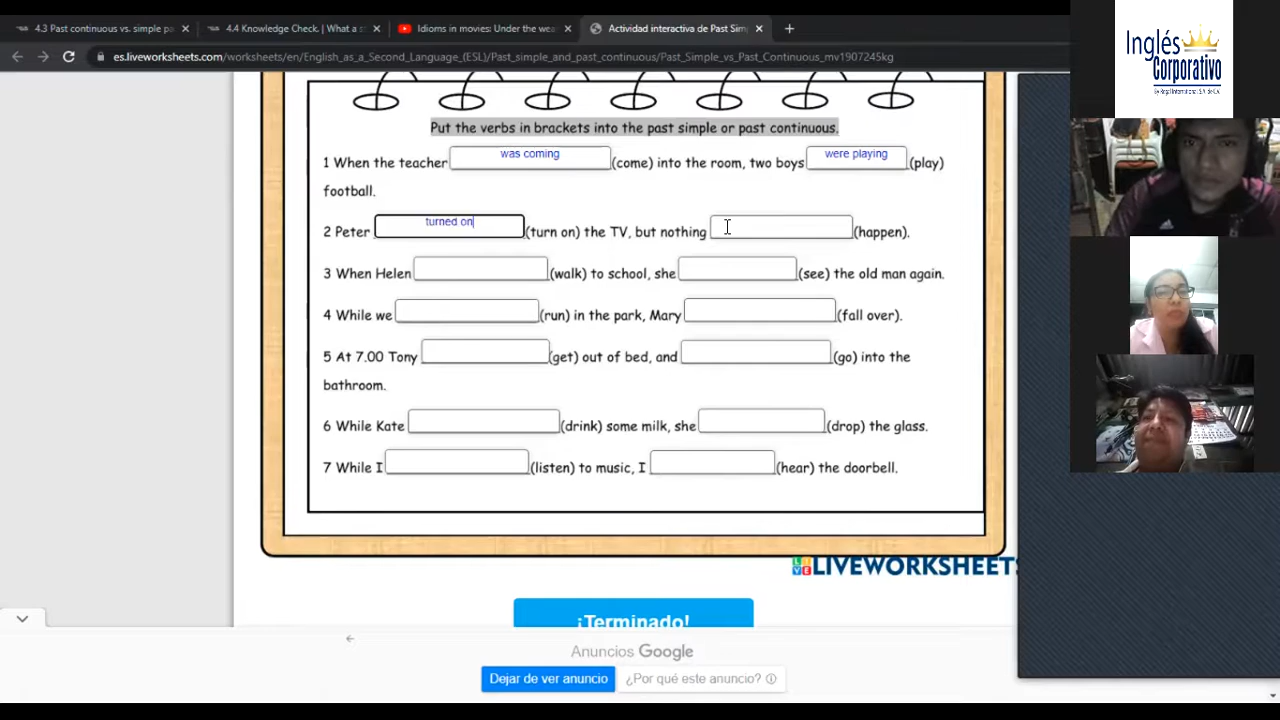 4.3 Past continuous vs. simple pa
4.4 Knowledge Check. | What a s
Idioms in movies: Under the wea
Actividad interactiva de Past Sim
es.liveworksheets.com/worksheets/en/English_as_a_Second_Language_(ESL)/Past_simple_and_past_continuous/Past_Simple_vs_Past_Continuous_mv1907245kg
Inglés
Corporativo
By Regal International S.A. de C.V.
Put the verbs in brackets into the past simple or past continuous.
1 When the teacher was coming (come) into the room, two boys were playing (play)
football.
2 Peter turned on (turn on) the TV, but nothing (happen).
3 When Helen (walk) to school, she (see) the old man again.
4 While we (run) in the park, Mary (fall over).
5 At 7.00 Tony (get) out of bed, and (go) into the
bathroom.
6 While Kate (drink) some milk, she (drop) the glass.
7 While I (listen) to music, I (hear) the doorbell.
LIVE LIVEWORKSHEETS
¡Terminado!
Anuncios Google
Dejar de ver anuncio
¿Por qué este anuncio?